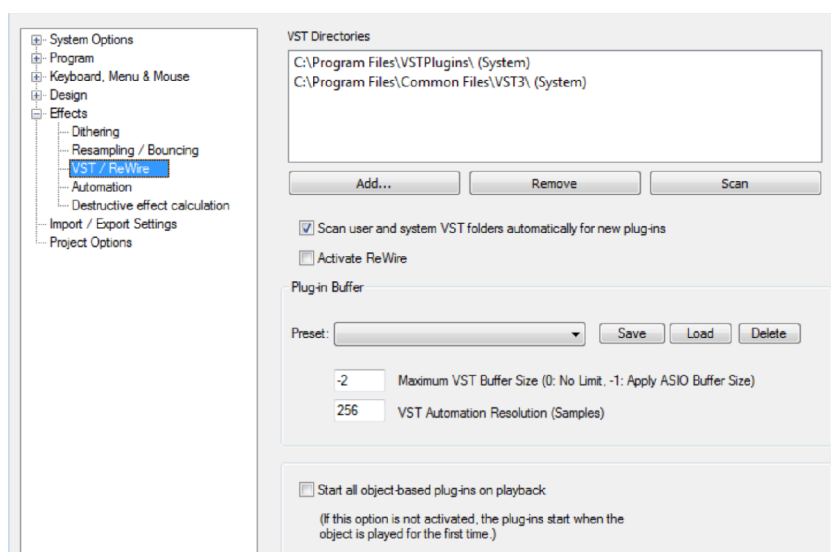 System Options
Program
Keyboard, Menu & Mouse
Design
Effects
Dithering
Resampling / Bouncing
VST / ReWire
Automation
Destructive effect calculation
Import / Export Settings
Project Options
VST Directories
C:\Program Files\VSTPlugins\ (System)
C:\Program Files\Common Files\VST3\ (System)
Add... Remove Scan
Scan user and system VST folders automatically for new plug-ins
Activate ReWire
Plug-in Buffer
Preset: Save Load Delete
-2 Maximum VST Buffer Size (0: No Limit, -1: Apply ASIO Buffer Size)
256 VST Automation Resolution (Samples)
Start all object-based plug-ins on playback
(If this option is not activated, the plug-ins start when the
object is played for the first time.)